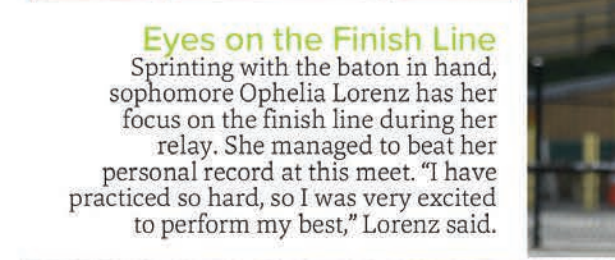 Eyes on the Finish Line
Sprinting with the baton in hand,
sophomore Ophelia Lorenz has her
focus on the finish line during her
relay. She managed to beat her
personal record at this meet. “I have
practiced so hard, so I was very excited
to perform my best,” Lorenz said.